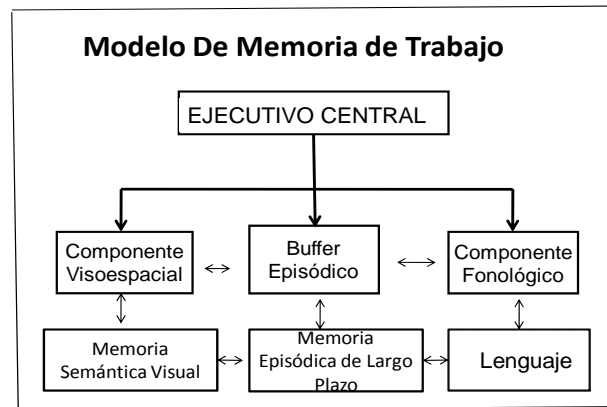 Modelo De Memoria de Trabajo
EJECUTIVO CENTRAL
Componente
Visoespacial
Buffer
Episódico
Componente
Fonológico
Memoria
Semántica Visual
Memoria
Episódica de Largo
Plazo
Lenguaje